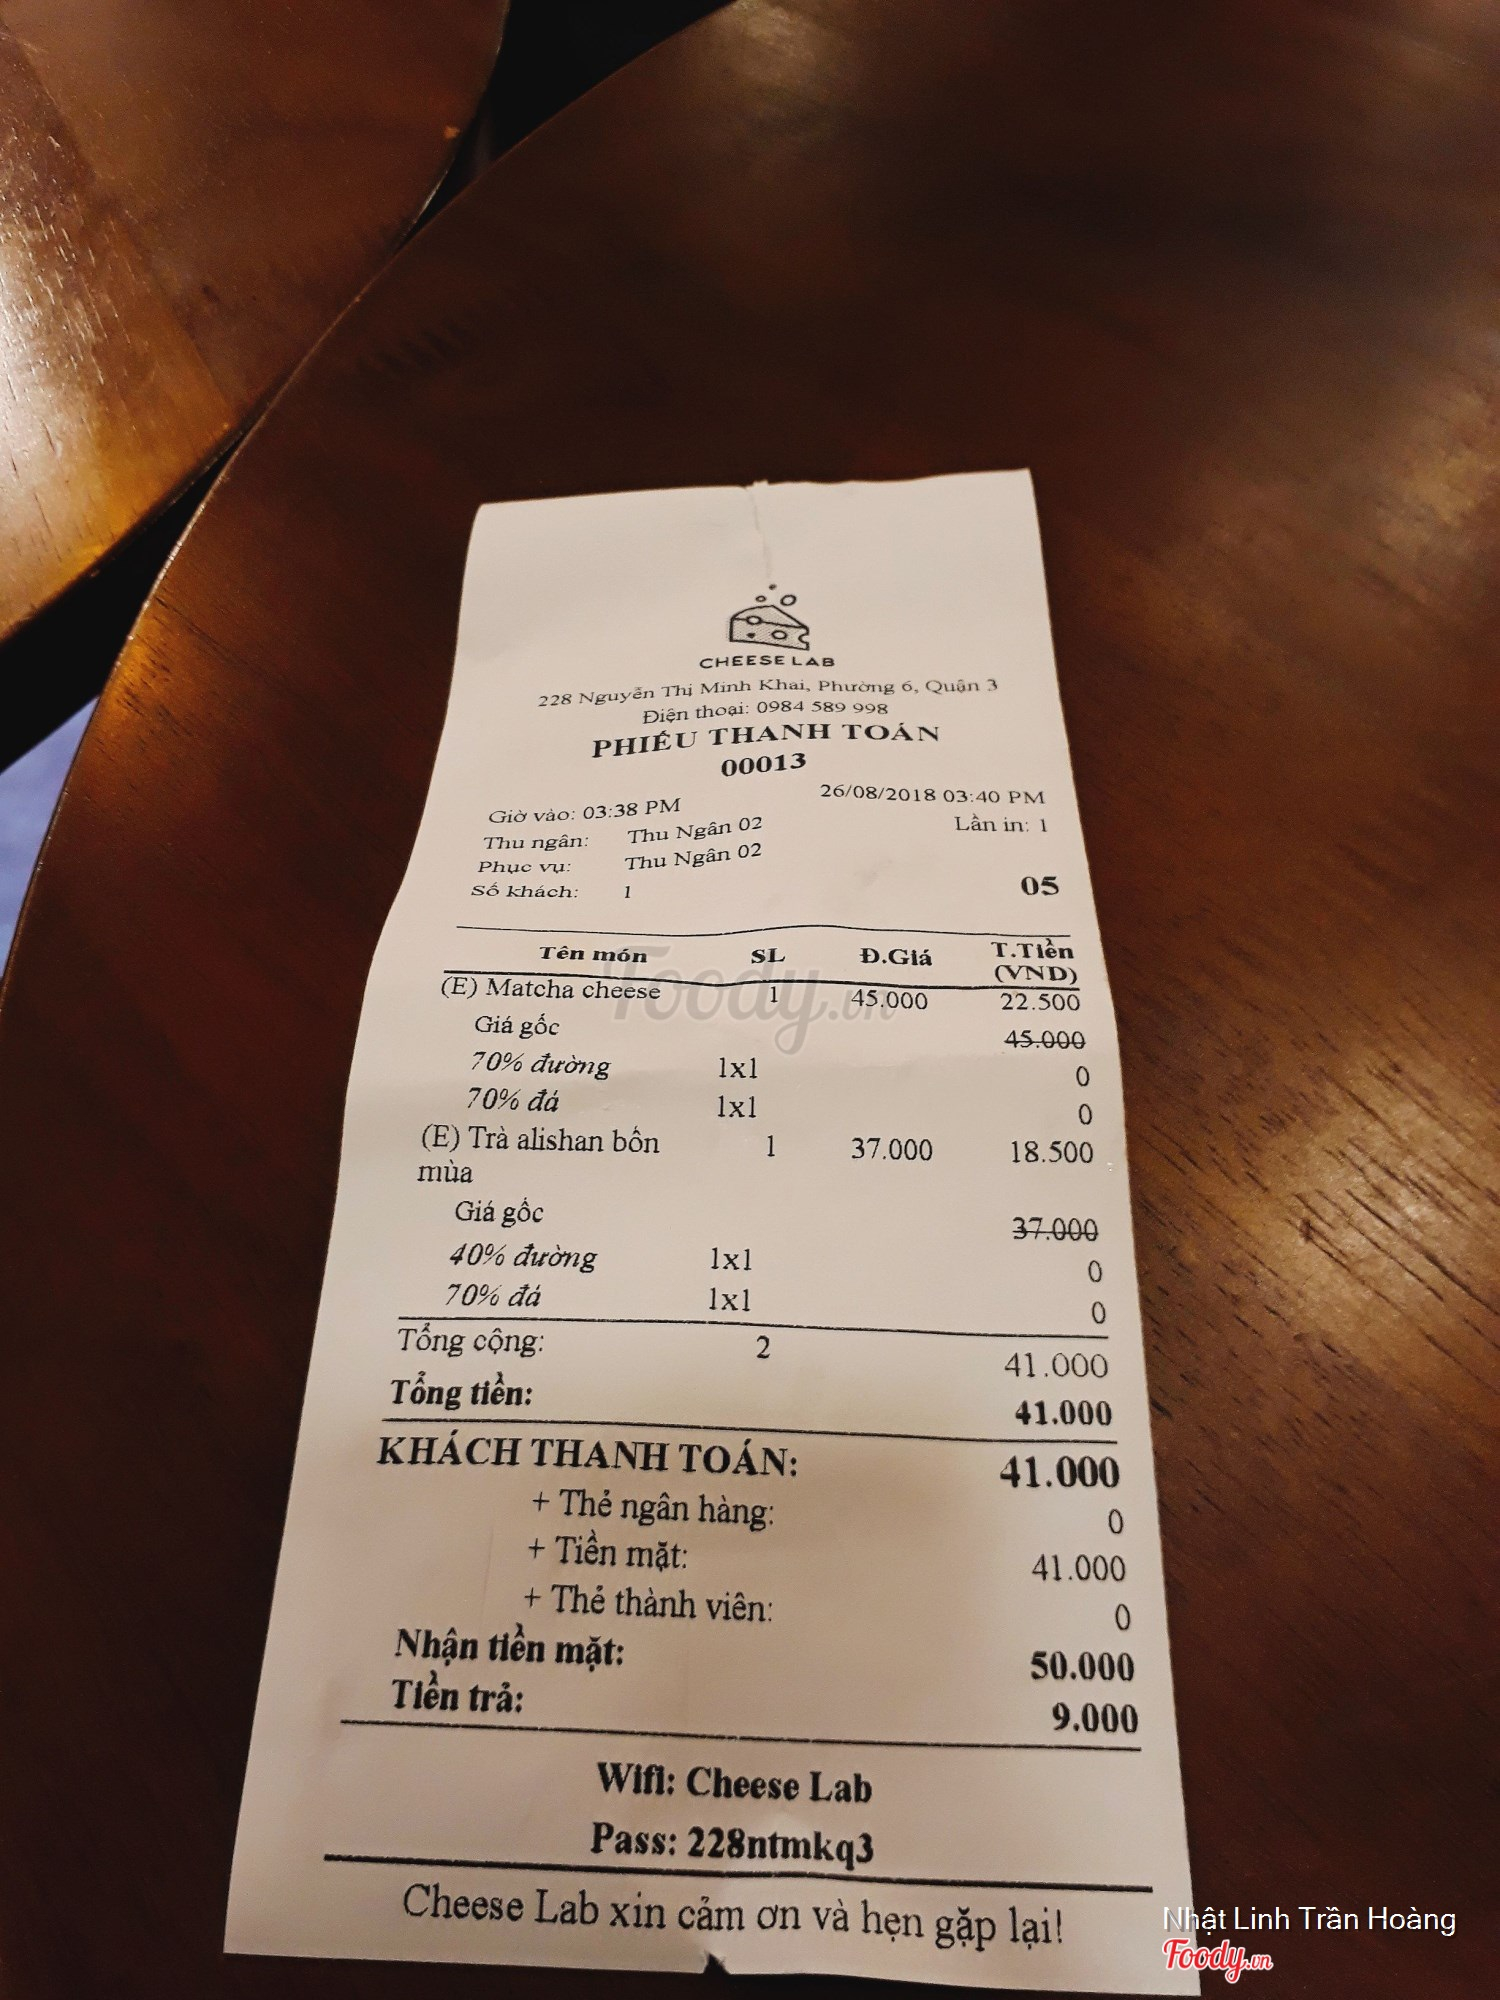 CHEESE LAB
228 Nguyễn Thị Minh Khai, Phường 6, Quận 3
Điện thoại: 0984 589 998
PHIẾU THANH TOÁN
00013
26/08/2018 03:40 PM
Giờ vào: 03:38 PM
Lần in: 1
Thu ngân: Thu Ngân 02
Phục vụ: Thu Ngân 02
Số khách: 1
05
Tên món SL Đ.Giá T.Tiền
(VND)
(E) Matcha cheese 1 45.000 22.500
Giá gốc 45.000
70% đường 1x1 0
70% đá 1x1 0
(E) Trà alishan bốn 1 37.000 18.500
mùa
Giá gốc 37.000
40% đường 1x1 0
70% đá 1x1 0
Tổng cộng: 2 41.000
Tổng tiền: 41.000
KHÁCH THANH TOÁN: 41.000
+ Thẻ ngân hàng: 0
+ Tiền mặt: 41.000
+ Thẻ thành viên: 0
Nhận tiền mặt: 50.000
Tiền trả: 9.000
Wifi: Cheese Lab
Pass: 228ntmkq3
Cheese Lab xin cảm ơn và hẹn gặp lại!
Foody.vn
Nhật Linh Trần Hoàng
Foody.vn